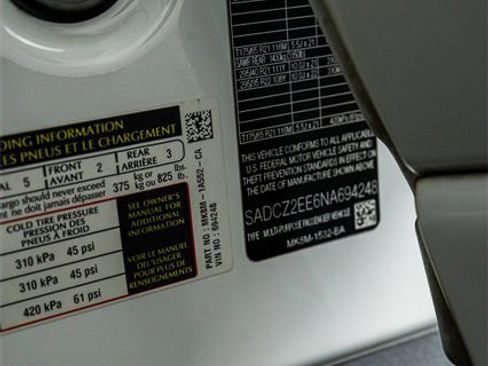 DING INFORMATION
ES PNEUS ET LE CHARGEMENT
AL 5 FRONT AVANT 2 REAR ARRIÈRE 3
argo should never exceed 375 kg or 825 lb.
nt ne doit jamais dépasser kg ou lb.
COLD TIRE PRESSURE
PRESSION DES
PNEUS À FROID
310 kPa 45 psi
310 kPa 45 psi
420 kPa 61 psi
SEE OWNER'S
MANUAL FOR
ADDITIONAL
INFORMATION
VOIR LE MANUEL
DE L'USAGER
POUR PLUS DE
RENSEIGNEMENTS
PART NO : MK8M-1A552-CA
VIN NO : 694248
THIS VEHICLE CONFORMS TO ALL APPLICABLE
U.S. FEDERAL MOTOR VEHICLE SAFETY AND
THEFT PREVENTION STANDARDS IN EFFECT ON
THE DATE OF MANUFACTURE SHOWN ABOVE.
SADCZ2EE6NA694248
TYPE: MULTI-PURPOSE PASSENGER VEHICLE
MK8M-1532-BA